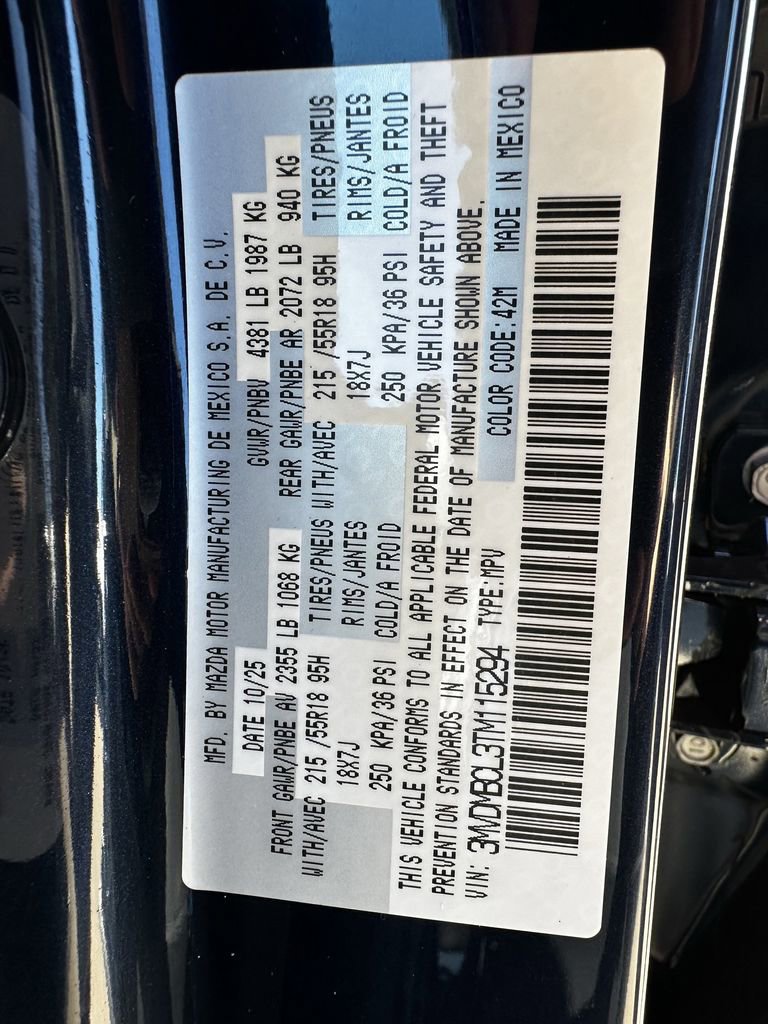 MFD. BY MAZDA MOTOR MANUFACTURING DE MEXICO S.A. DE C.V.
DATE 10/25 GVWR/PNBV 4381 LB 1987 KG
FRONT GAWR/PNBE AV 2355 LB 1068 KG REAR GAWR/PNBE AR 2072 LB 940 KG
WITH/AVEC 215 /55R18 95H TIRES/PNEUS WITH/AVEC 215 /55R18 95H TIRES/PNEUS
18X7J RIMS/JANTES 18X7J RIMS/JANTES
250 KPA/36 PSI COLD/A FROID 250 KPA/36 PSI COLD/A FROID
THIS VEHICLE CONFORMS TO ALL APPLICABLE FEDERAL MOTOR VEHICLE SAFETY AND THEFT
PREVENTION STANDARDS IN EFFECT ON THE DATE OF MANUFACTURE SHOWN ABOVE.
VIN: 3MVDMBCL3TM115294 TYPE:MPV COLOR CODE:42M MADE IN MEXICO